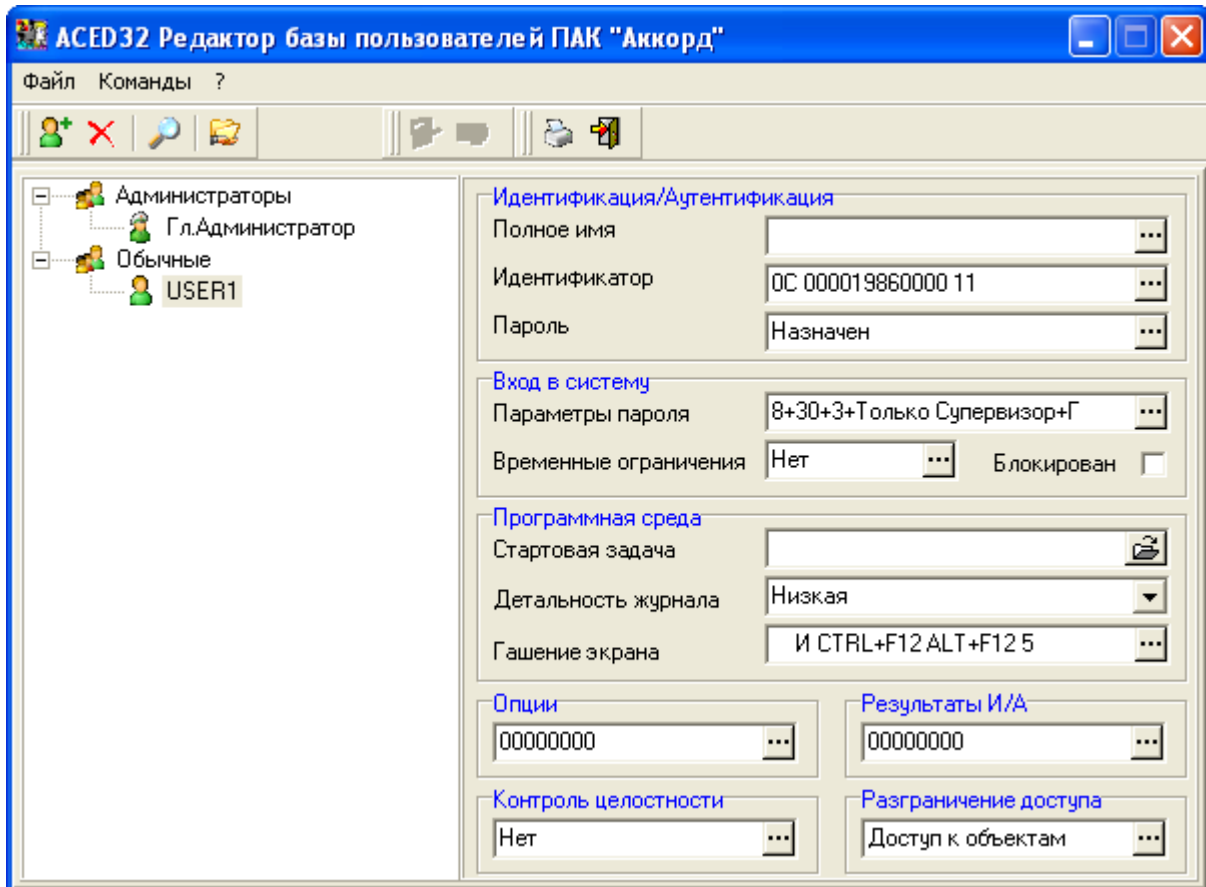 ACED32 Редактор базы пользователей ПАК "Аккорд"
Файл Команды ?
Администраторы
Гл.Администратор
Обычные
USER1
Идентификация/Аутентификация
Полное имя
Идентификатор 0C 000019860000 11
Пароль Назначен
Вход в систему
Параметры пароля 8+30+3+Только Супервизор+Г
Временные ограничения Нет Блокирован
Программная среда
Стартовая задача
Детальность журнала Низкая
Гашение экрана И CTRL+F12 ALT+F12 5
Опции Результаты И/А
00000000 00000000
Контроль целостности Разграничение доступа
Нет Доступ к объектам